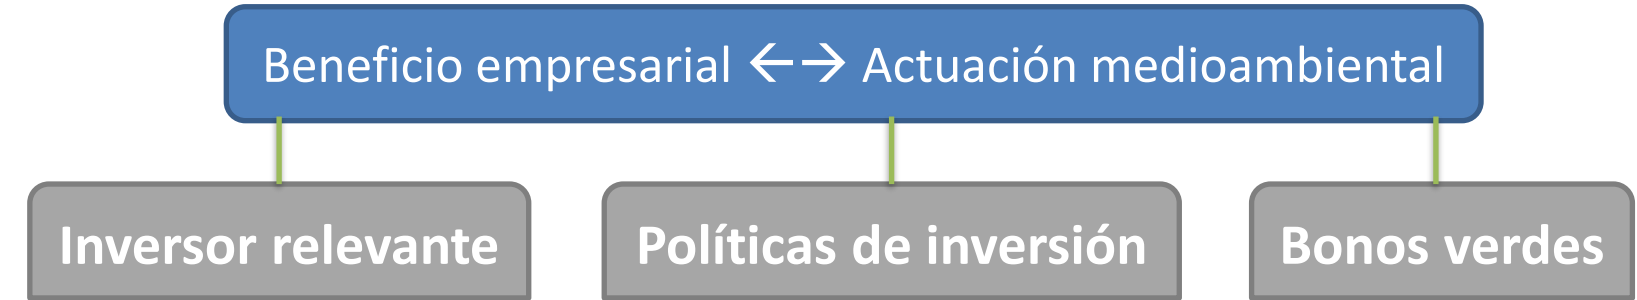 Beneficio empresarial ←→ Actuación medioambiental
Inversor relevante
Políticas de inversión
Bonos verdes